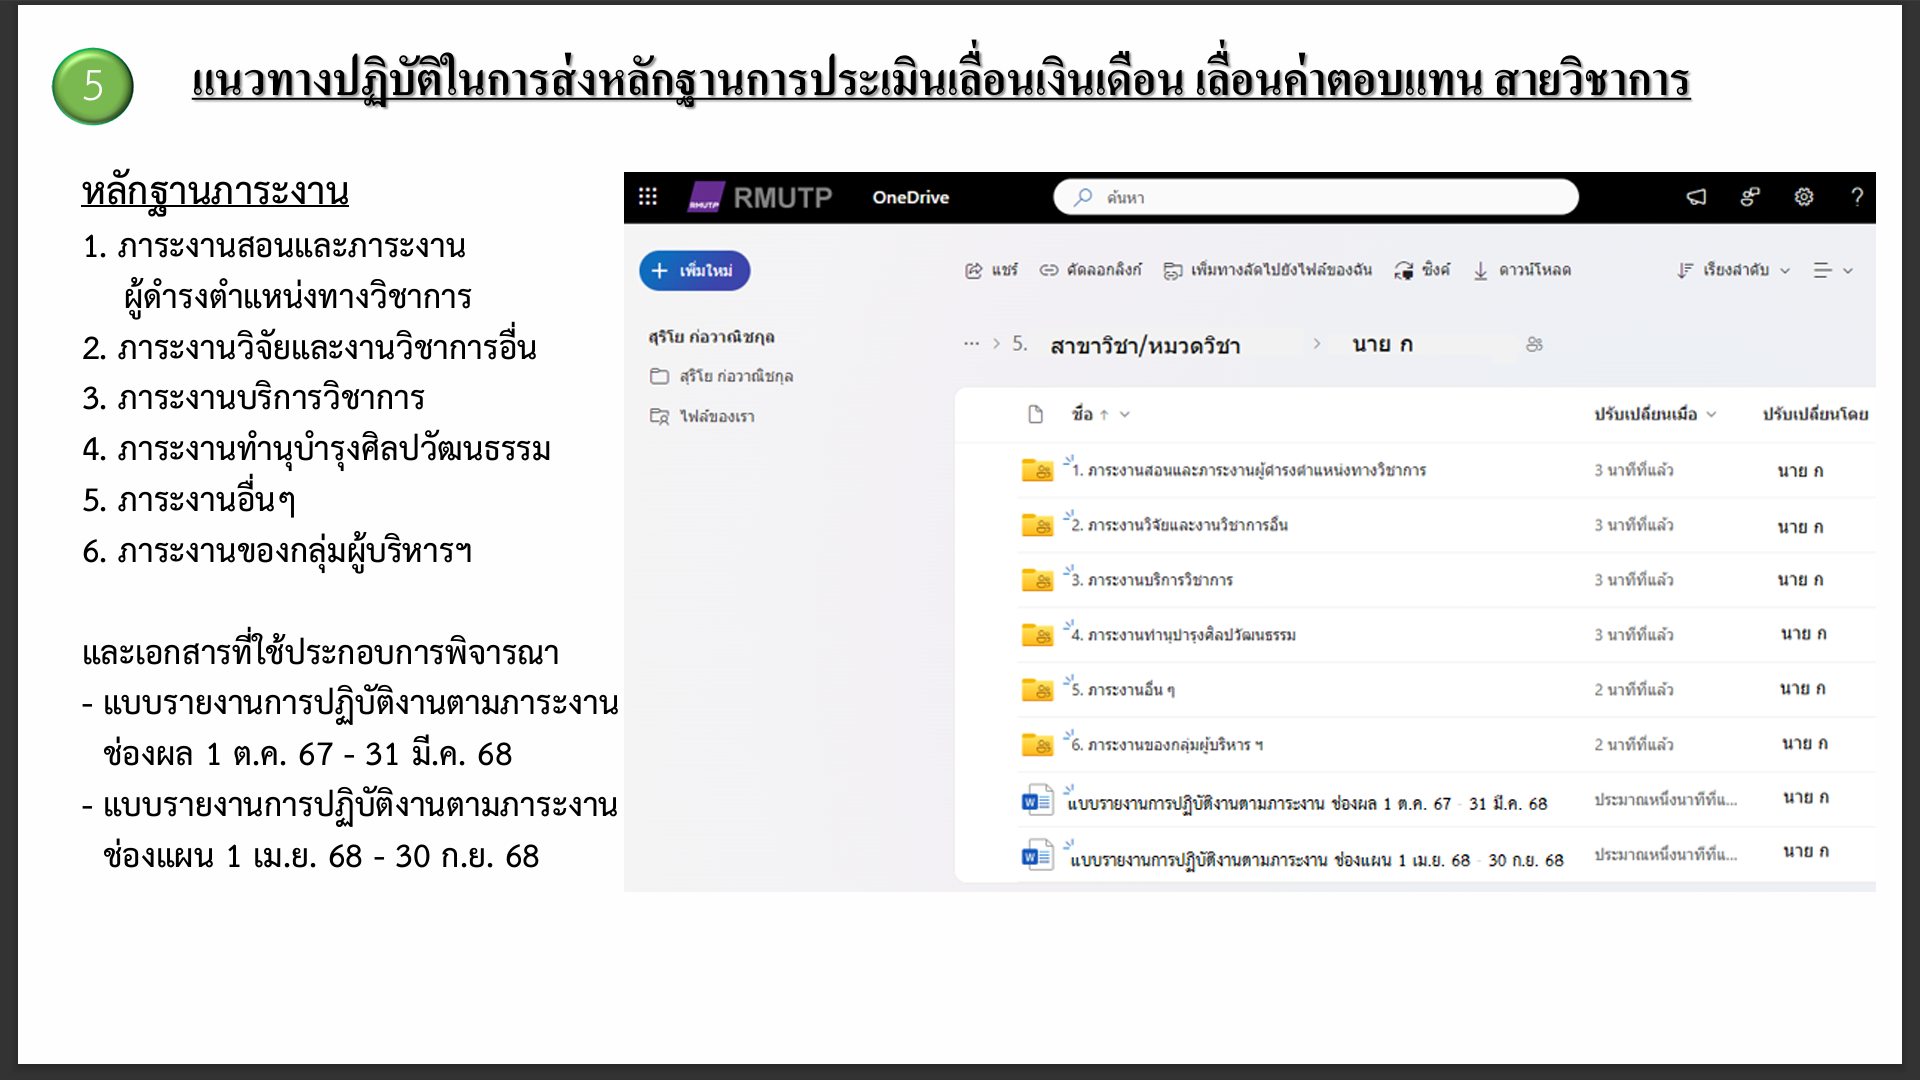 5
แนวทางปฏิบัติในการส่งหลักฐานการประเมินเลื่อนเงินเดือน เลื่อนค่าตอบแทน สายวิชาการ
หลักฐานภาระงาน
1. ภาระงานสอนและภาระงาน
ผู้ดำรงตำแหน่งทางวิชาการ
2. ภาระงานวิจัยและงานวิชาการอื่น
3. ภาระงานบริการวิชาการ
4. ภาระงานทำนุบำรุงศิลปวัฒนธรรม
5. ภาระงานอื่นๆ
6. ภาระงานของกลุ่มผู้บริหารฯ
และเอกสารที่ใช้ประกอบการพิจารณา
- แบบรายงานการปฏิบัติงานตามภาระงาน
ช่องผล 1 ต.ค. 67 - 31 มี.ค. 68
- แบบรายงานการปฏิบัติงานตามภาระงาน
ช่องแผน 1 เม.ย. 68 - 30 ก.ย. 68
RMUTP RMUTP OneDrive ค้นหา ?
+ เพิ่มใหม่ แชร์ คัดลอกลิงก์ เพิ่มทางลัดไปยังไฟล์ของฉัน ซิงค์ ดาวน์โหลด เรียงลำดับ
สุริโย ก่อวาณิชกุล
สุริโย ก่อวาณิชกุล
ไฟล์ของเรา
... > 5. สาขาวิชา/หมวดวิชา > นาย ก
ชื่อ ↑ ปรับเปลี่ยนเมื่อ ปรับเปลี่ยนโดย
1. ภาระงานสอนและภาระงานผู้ดำรงตำแหน่งทางวิชาการ 3 นาทีที่แล้ว นาย ก
2. ภาระงานวิจัยและงานวิชาการอื่น 3 นาทีที่แล้ว นาย ก
3. ภาระงานบริการวิชาการ 3 นาทีที่แล้ว นาย ก
4. ภาระงานทำนุบำรุงศิลปวัฒนธรรม 3 นาทีที่แล้ว นาย ก
5. ภาระงานอื่น ๆ 2 นาทีที่แล้ว นาย ก
6. ภาระงานของกลุ่มผู้บริหาร ฯ 2 นาทีที่แล้ว นาย ก
W แบบรายงานการปฏิบัติงานตามภาระงาน ช่องผล 1 ต.ค. 67 - 31 มี.ค. 68 ประมาณหนึ่งนาทีที่แ... นาย ก
W แบบรายงานการปฏิบัติงานตามภาระงาน ช่องแผน 1 เม.ย. 68 - 30 ก.ย. 68 ประมาณหนึ่งนาทีที่แ... นาย ก